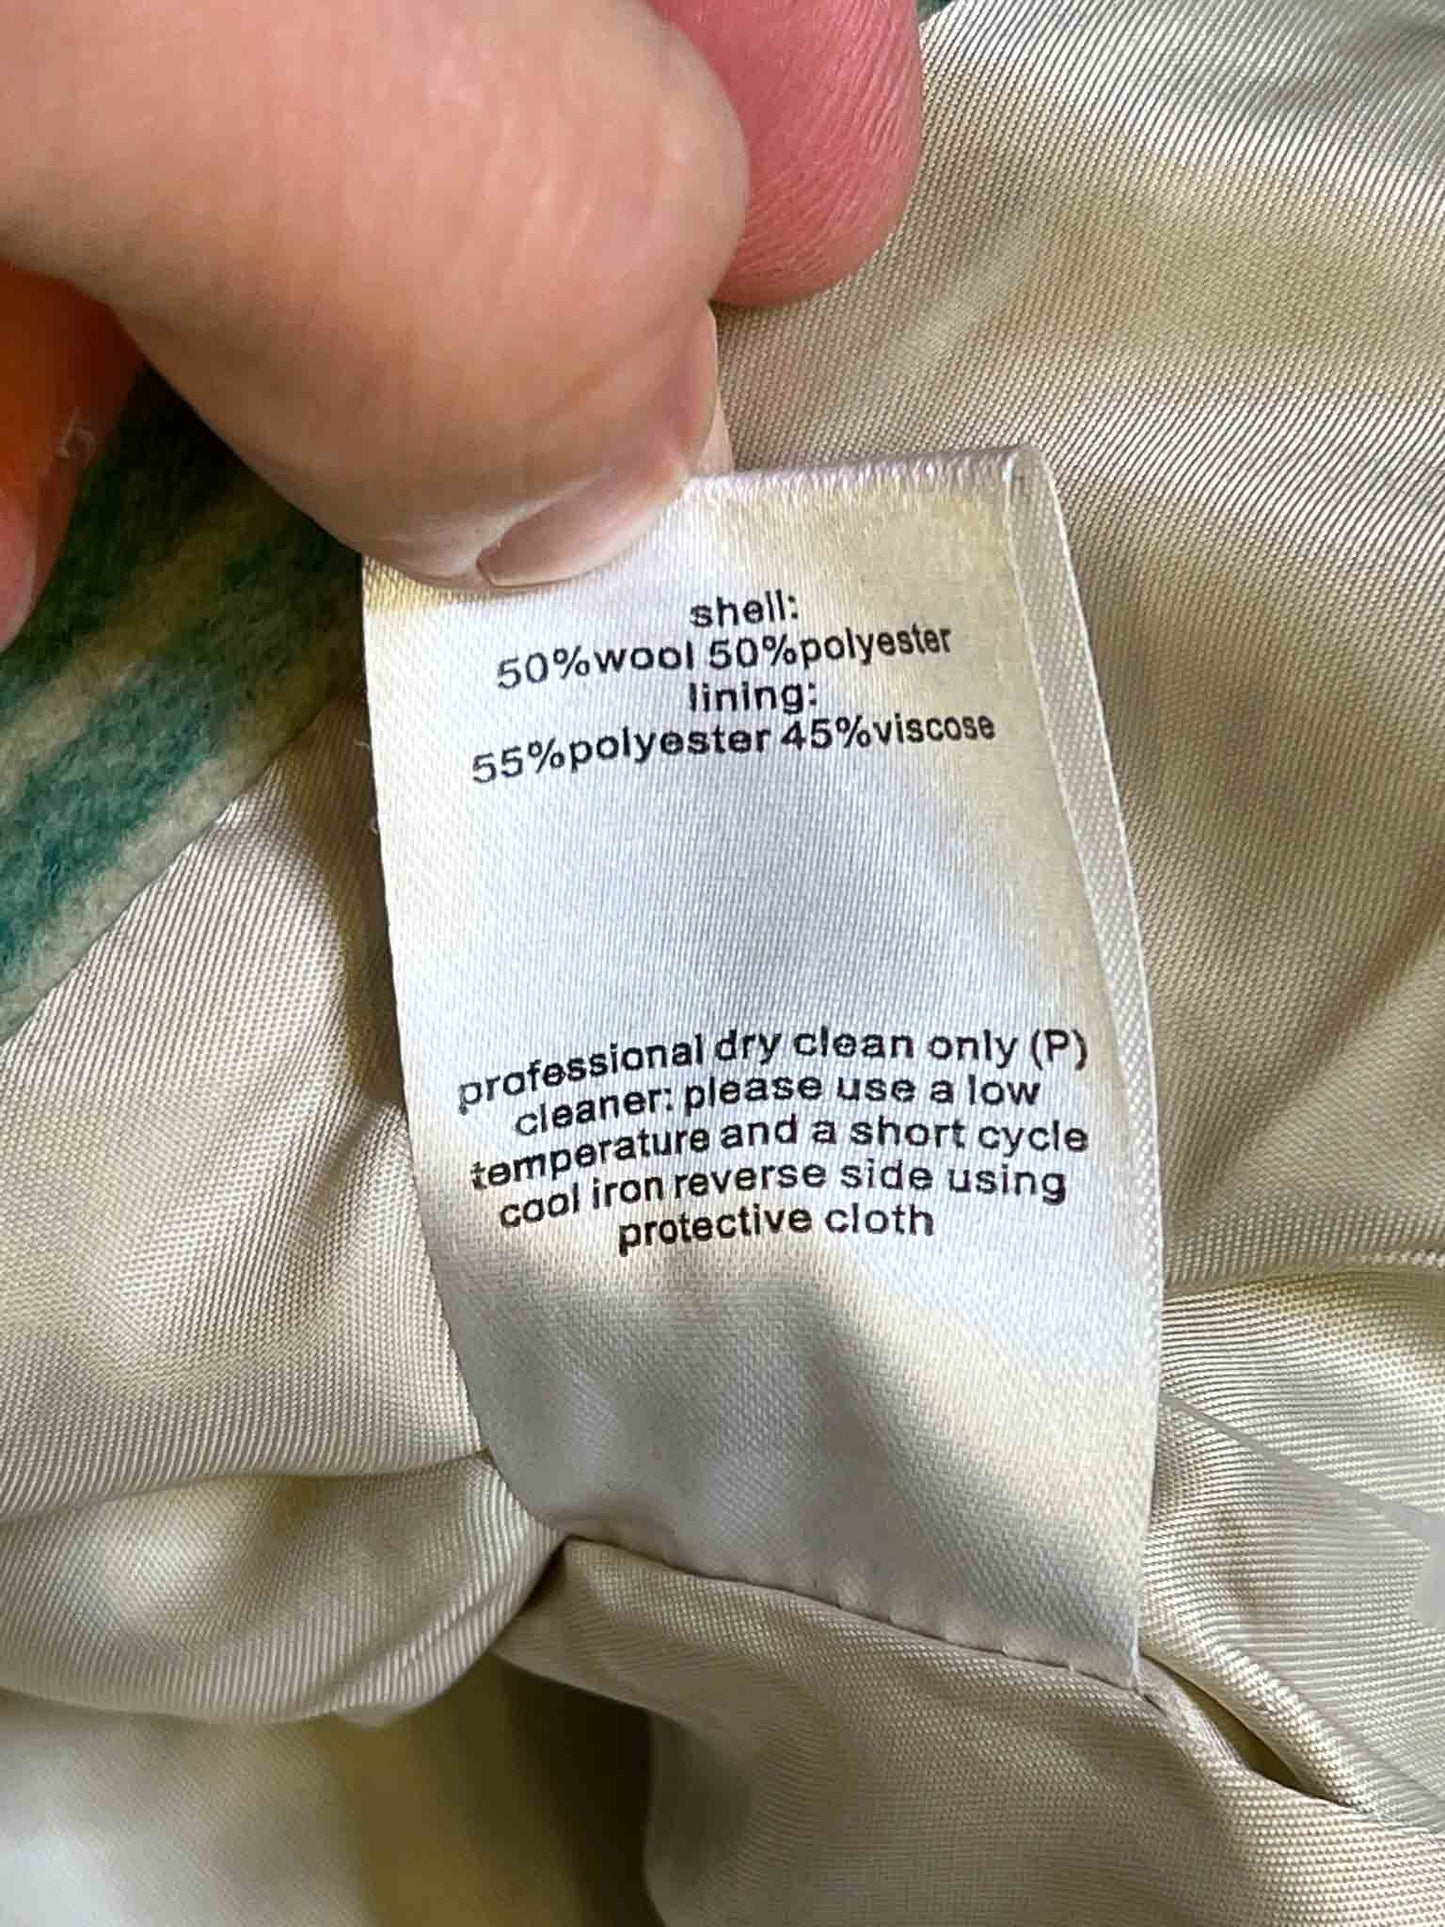 shell:
50%wool 50%polyester
lining:
55%polyester 45%viscose
professional dry clean only (P)
cleaner: please use a low
temperature and a short cycle
cool iron reverse side using
protective cloth